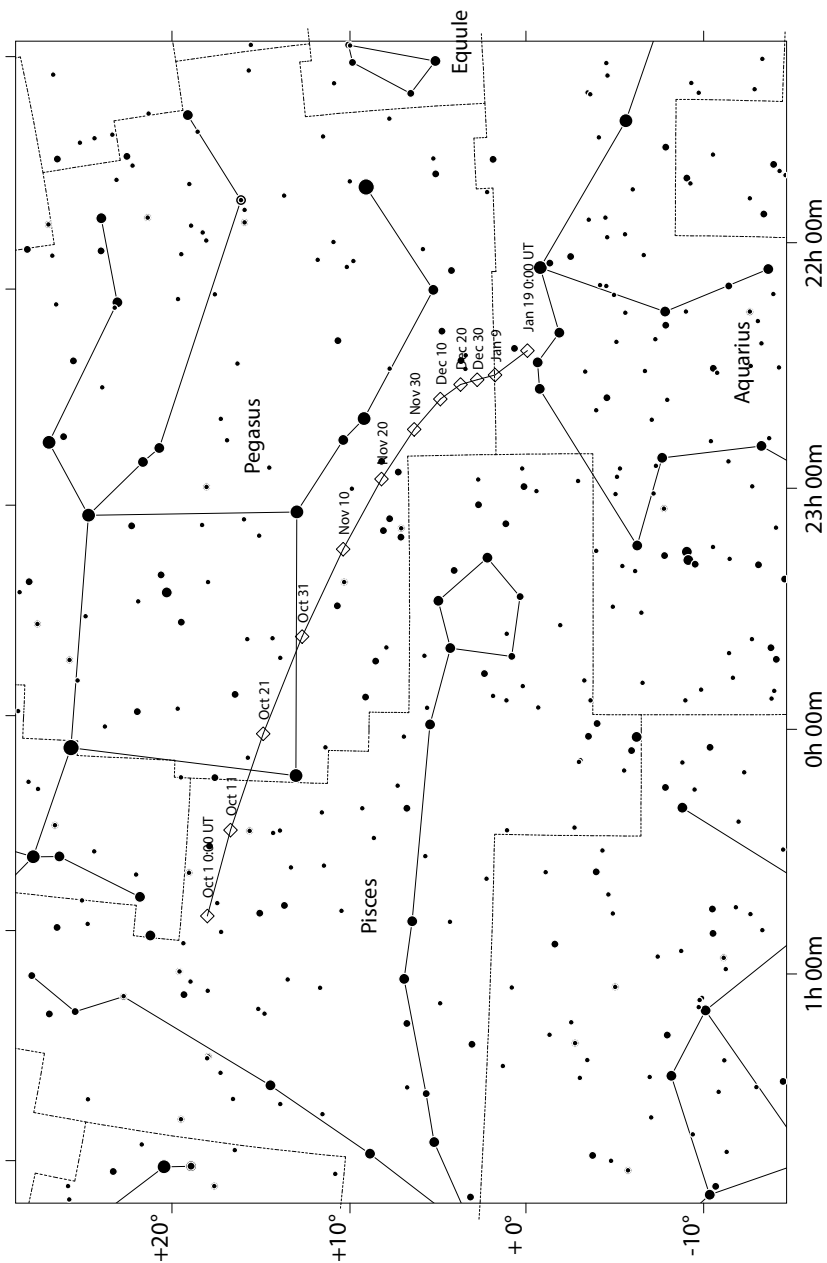 Equule
Pegasus
Pisces
Aquarius
Oct 1 0:00 UT
Oct 11
Oct 21
Oct 31
Nov 10
Nov 20
Nov 30
Dec 10
Dec 20
Dec 30
Jan 9
Jan 19 0:00 UT
22h 00m
23h 00m
0h 00m
1h 00m
+20°
+10°
+ 0°
-10°